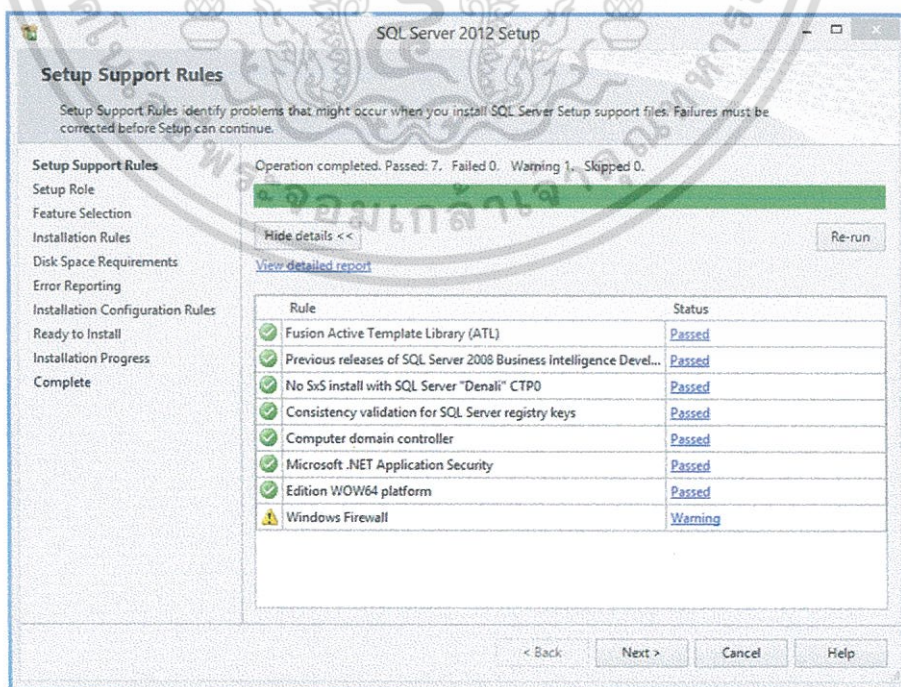 SQL Server 2012 Setup
Setup Support Rules
Setup Support Rules identify problems that might occur when you install SQL Server Setup support files. Failures must be
corrected before Setup can continue.
Setup Support Rules
Setup Role
Feature Selection
Installation Rules
Disk Space Requirements
Error Reporting
Installation Configuration Rules
Ready to Install
Installation Progress
Complete
Operation completed. Passed: 7. Failed 0. Warning 1. Skipped 0.
Hide details <<
Re-run
View detailed report
Rule Status
Fusion Active Template Library (ATL) Passed
Previous releases of SQL Server 2008 Business Intelligence Devel... Passed
No SxS install with SQL Server "Denali" CTP0 Passed
Consistency validation for SQL Server registry keys Passed
Computer domain controller Passed
Microsoft .NET Application Security Passed
Edition WOW64 platform Passed
Windows Firewall Warning
< Back Next > Cancel Help